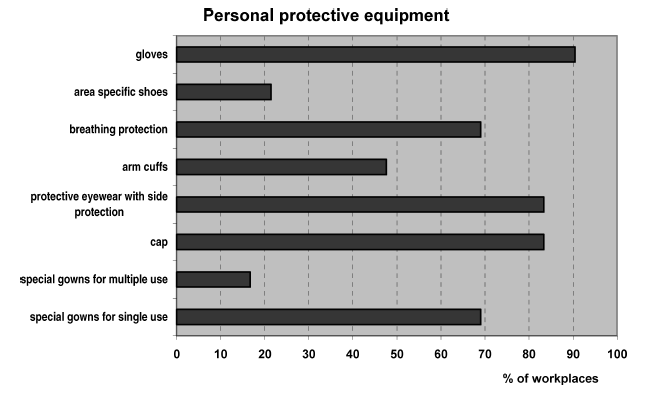 Personal protective equipment
gloves
area specific shoes
breathing protection
arm cuffs
protective eyewear with side
protection
cap
special gowns for multiple use
special gowns for single use
0 10 20 30 40 50 60 70 80 90 100
% of workplaces